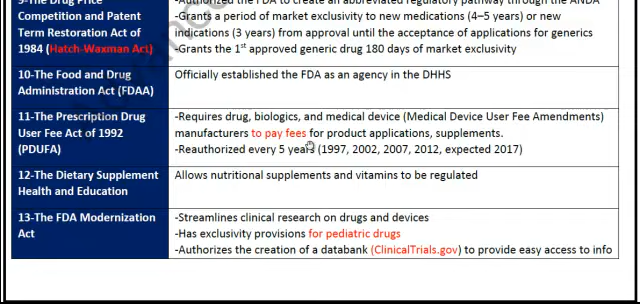 9-The Drug Price
Competition and Patent
Term Restoration Act of
1984 (Hatch-Waxman Act)
-Authorized the FDA to create an abbreviated regulatory pathway through the ANDA
-Grants a period of market exclusivity to new medications (4–5 years) or new
indications (3 years) from approval until the acceptance of applications for generics
-Grants the 1st approved generic drug 180 days of market exclusivity
10-The Food and Drug
Administration Act (FDAA)
Officially established the FDA as an agency in the DHHS
11-The Prescription Drug
User Fee Act of 1992
(PDUFA)
-Requires drug, biologics, and medical device (Medical Device User Fee Amendments)
manufacturers to pay fees for product applications, supplements.
-Reauthorized every 5 years (1997, 2002, 2007, 2012, expected 2017)
12-The Dietary Supplement
Health and Education
Allows nutritional supplements and vitamins to be regulated
13-The FDA Modernization
Act
-Streamlines clinical research on drugs and devices
-Has exclusivity provisions for pediatric drugs
-Authorizes the creation of a databank (ClinicalTrials.gov) to provide easy access to info